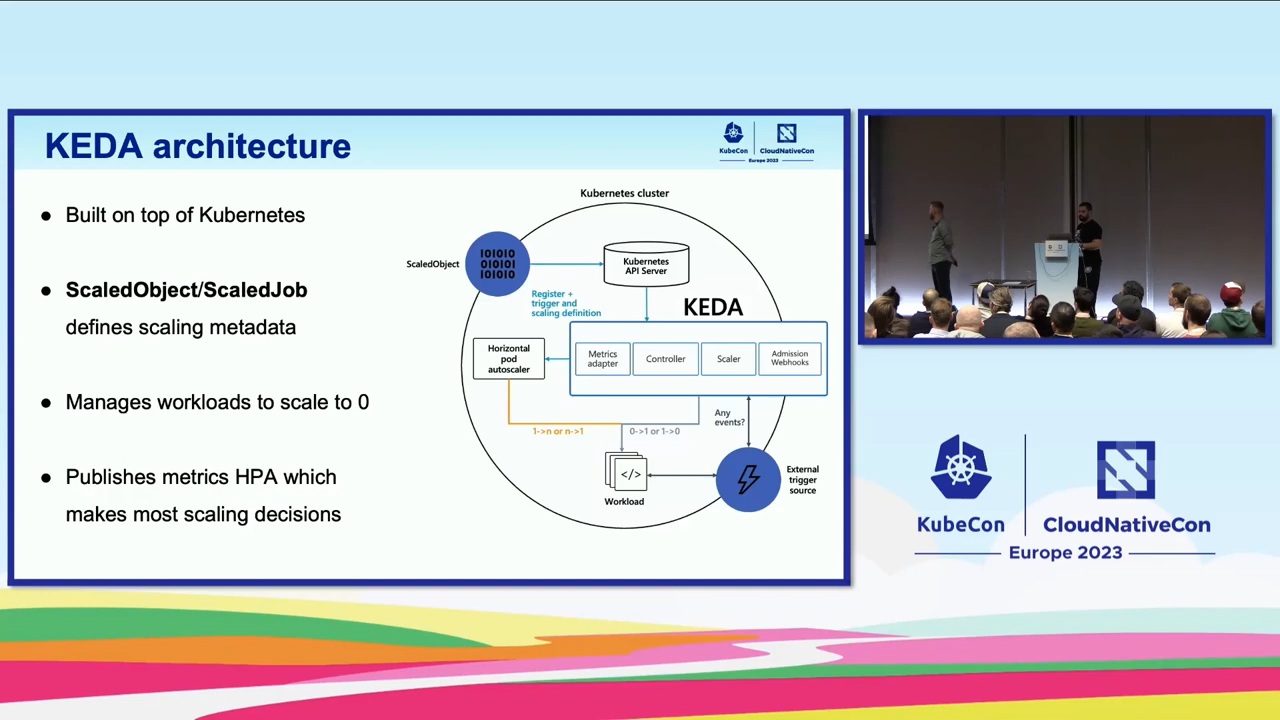 KEDA architecture
KubeCon
CloudNativeCon
Europe 2023
● Built on top of Kubernetes
● ScaledObject/ScaledJob
defines scaling metadata
● Manages workloads to scale to 0
● Publishes metrics HPA which
makes most scaling decisions
Kubernetes cluster
ScaledObject
IOIOIO
OIOIOI
IOIOIO
Kubernetes
API Server
Register +
trigger and
scaling definition
KEDA
Horizontal
pod
autoscaler
Metrics
adapter
Controller
Scaler
Admission
Webhooks
1->n or n->1
0->1 or 1->0
Any
events?
</>
Workload
External
trigger
source
KubeCon
CloudNativeCon
Europe 2023